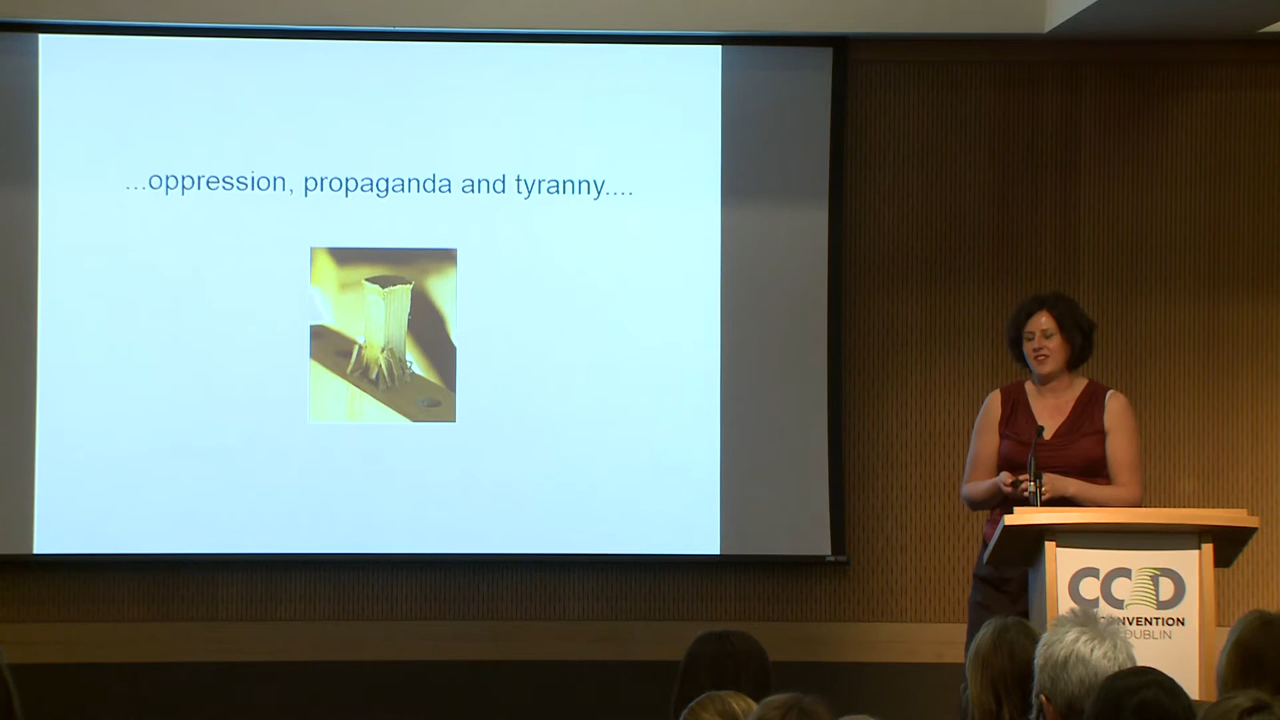 ...oppression, propaganda and tyranny....
CCD
CONVENTION
DUBLIN